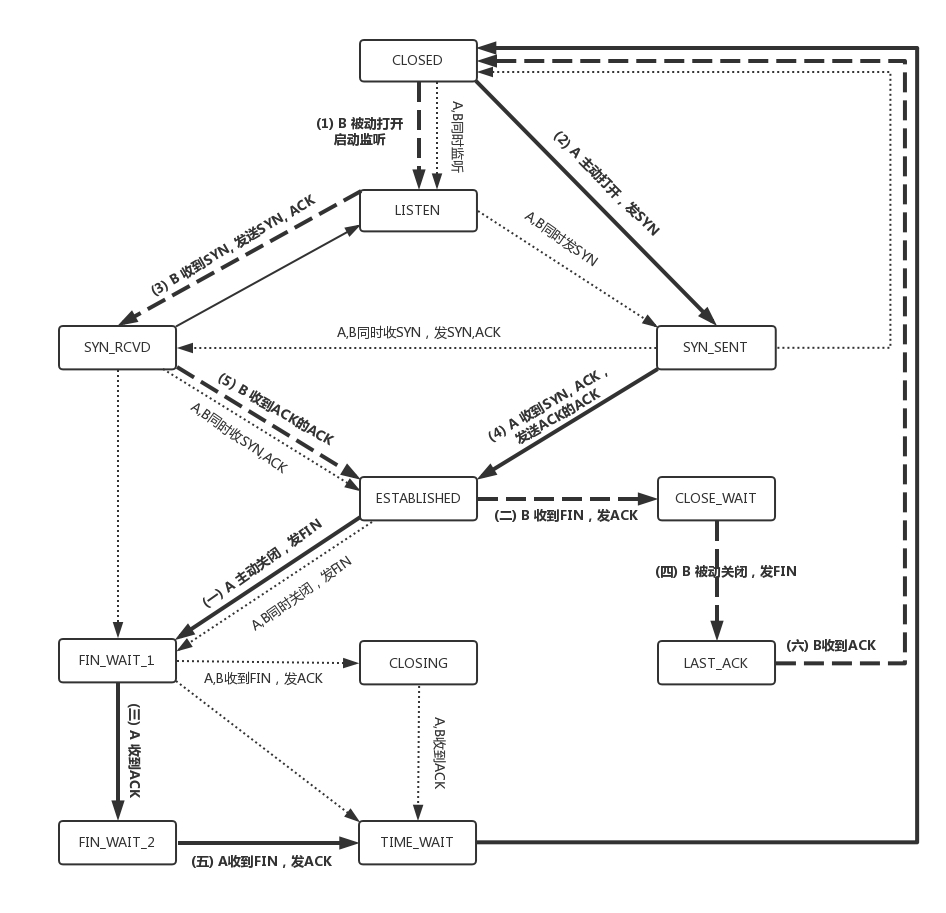 CLOSED
(1) B 被动打开
启动监听
A,B同时监听
(2) A 主动打开，发SYN
LISTEN
(3) B 收到SYN, 发送SYN, ACK
A,B同时发SYN
SYN_RCVD
A,B同时收SYN，发SYN,ACK
SYN_SENT
(5) B 收到ACK的ACK
A,B同时收SYN,ACK
(4) A 收到SYN, ACK，
发送ACK的ACK
ESTABLISHED
(二) B 收到FIN，发ACK
CLOSE_WAIT
(一) A 主动关闭，发FIN
A,B同时关闭，发FIN
(四) B 被动关闭，发FIN
FIN_WAIT_1
A,B收到FIN，发ACK
CLOSING
LAST_ACK
(六) B收到ACK
(三) A 收到ACK
A,B收到ACK
FIN_WAIT_2
(五) A收到FIN，发ACK
TIME_WAIT